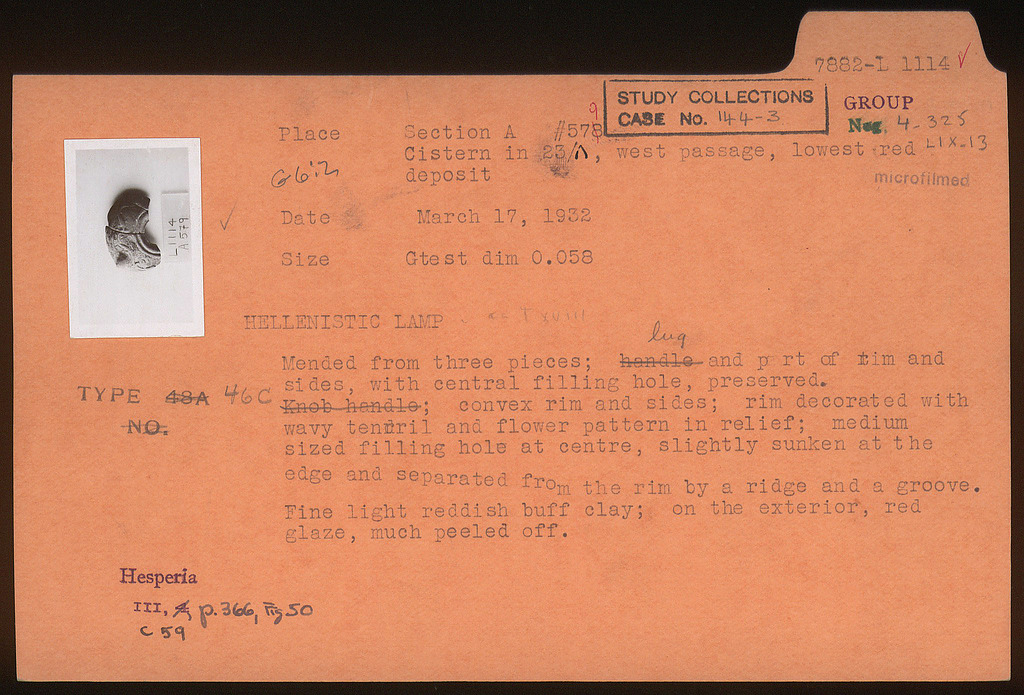 7882-L 1114 ✓
STUDY COLLECTIONS
CASE No. 144-3
GROUP
Neg. 4-325
LIX-13
microfilmed
Place Section A #578 9
Cistern in 23/Λ, west passage, lowest red
deposit
G 6:2
Date March 17, 1932
Size Gtest dim 0.058
L 1114
A 579
HELLENISTIC LAMP
lug
Mended from three pieces; handle and p rt of rim and
sides, with central filling hole, preserved.
TYPE 48A 46C
NO.
Knob handle; convex rim and sides; rim decorated with
wavy tendril and flower pattern in relief; medium
sized filling hole at centre, slightly sunken at the
edge and separated from the rim by a ridge and a groove.
Fine light reddish buff clay; on the exterior, red
glaze, much peeled off.
Hesperia
III, p. 366, Fig 50
C 59